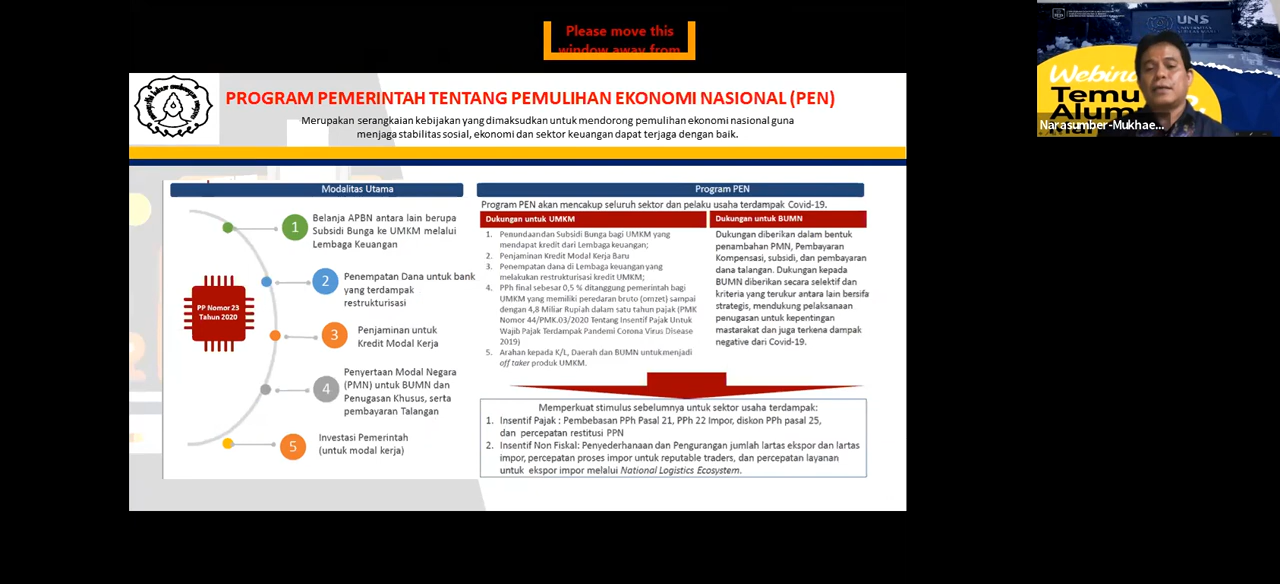 Please move this
window away from
UNS
Webin
Temu
Alum
Narasumber-Mukhae...
PROGRAM PEMERINTAH TENTANG PEMULIHAN EKONOMI NASIONAL (PEN)
Merupakan serangkaian kebijakan yang dimaksudkan untuk mendorong pemulihan ekonomi nasional guna
menjaga stabilitas sosial, ekonomi dan sektor keuangan dapat terjaga dengan baik.
Modalitas Utama
PP Nomor 23
Tahun 2020
1
Belanja APBN antara lain berupa
Subsidi Bunga ke UMKM melalui
Lembaga Keuangan
2
Penempatan Dana untuk bank
yang terdampak
restrukturisasi
3
Penjaminan untuk
Kredit Modal Kerja
4
Penyertaan Modal Negara
(PMN) untuk BUMN dan
Penugasan Khusus, serta
pembayaran Talangan
5
Investasi Pemerintah
(untuk modal kerja)
Program PEN
Program PEN akan mencakup seluruh sektor dan pelaku usaha terdampak Covid-19.
Dukungan untuk UMKM
1. Penundaan dan Subsidi Bunga bagi UMKM yang
mendapat kredit dari Lembaga keuangan;
2. Penjaminan Kredit Modal Kerja Baru
3. Penempatan dana di Lembaga keuangan yang
melakukan restrukturisasi kredit UMKM;
4. PPh final sebesar 0,5 % ditanggung pemerintah bagi
UMKM yang memiliki peredaran bruto (omzet) sampai
dengan 4,8 Miliar Rupiah dalam satu tahun pajak (PMK
Nomor 44/PMK.03/2020 Tentang Insentif Pajak Untuk
Wajib Pajak Terdampak Pandemi Corona Virus Disease
2019)
5. Arahan kepada K/L, Daerah dan BUMN untuk menjadi
off taker produk UMKM.
Dukungan untuk BUMN
Dukungan diberikan dalam bentuk
penambahan PMN, Pembayaran
Kompensasi, subsidi, dan pembayaran
dana talangan. Dukungan kepada
BUMN diberikan secara selektif dan
kriteria yang terukur antara lain bersifa
strategis, mendukung pelaksanaan
penugasan untuk kepentingan
mastarakat dan juga terkena dampak
negative dari Covid-19.
Memperkuat stimulus sebelumnya untuk sektor usaha terdampak:
1. Insentif Pajak : Pembebasan PPh Pasal 21, PPh 22 Impor, diskon PPh pasal 25,
dan percepatan restitusi PPN
2. Insentif Non Fiskal: Penyederhanaan dan Pengurangan jumlah lartas ekspor dan lartas
impor, percepatan proses impor untuk reputable traders, dan percepatan layanan
untuk ekspor impor melalui National Logistics Ecosystem.